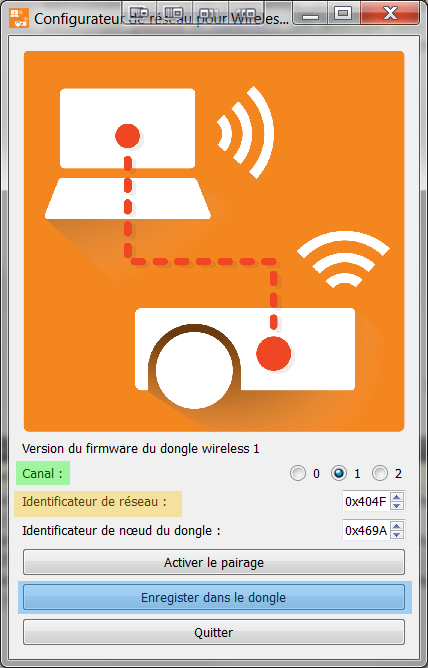 Configurateur de réseau pour Wireles...
Version du firmware du dongle wireless 1
Canal :
0 1 2
Identificateur de réseau :
0x404F
Identificateur de nœud du dongle :
0x469A
Activer le pairage
Enregister dans le dongle
Quitter